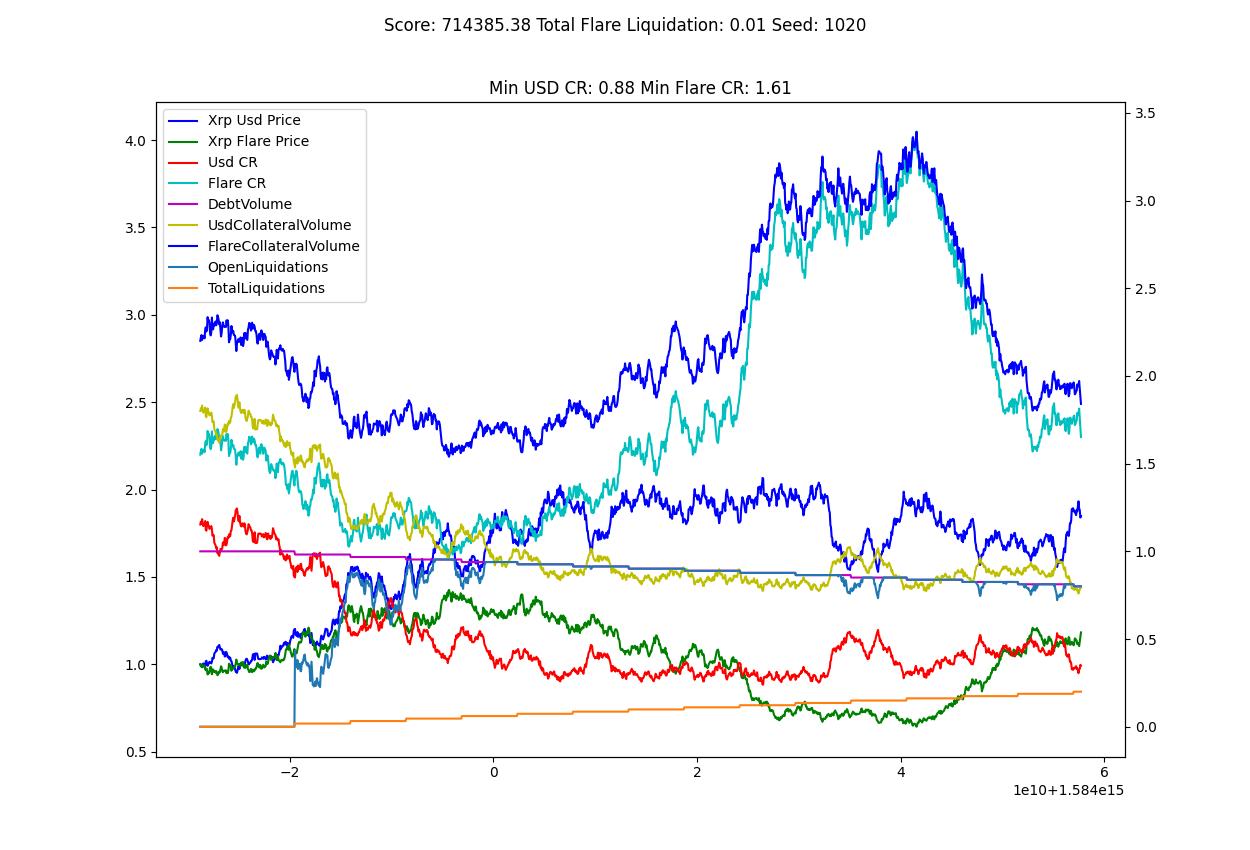 Score: 714385.38 Total Flare Liquidation: 0.01 Seed: 1020
Min USD CR: 0.88 Min Flare CR: 1.61
Xrp Usd Price
Xrp Flare Price
Usd CR
Flare CR
DebtVolume
UsdCollateralVolume
FlareCollateralVolume
OpenLiquidations
TotalLiquidations
4.0
3.5
3.0
2.5
2.0
1.5
1.0
0.5
3.5
3.0
2.5
2.0
1.5
1.0
0.5
0.0
−2 0 2 4 6
1e10+1.584e15